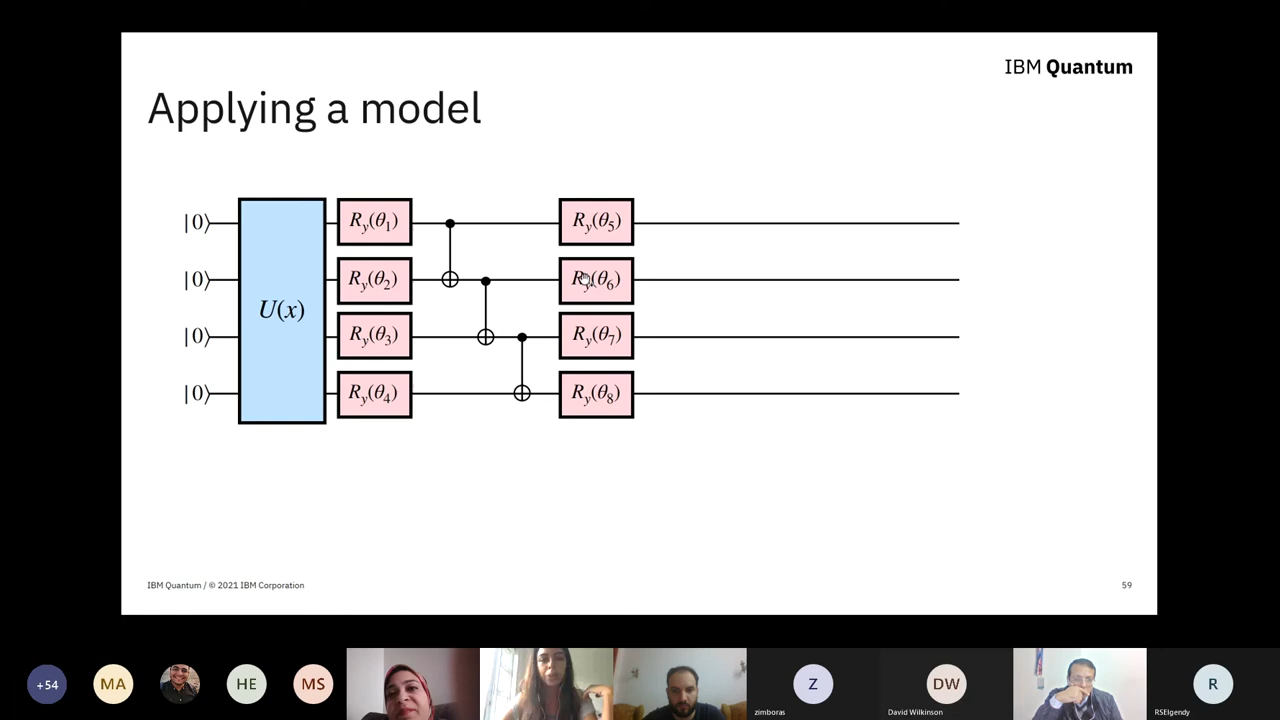 IBM Quantum
Applying a model
|0⟩ R_y(θ_1) R_y(θ_5)
|0⟩ R_y(θ_2) R_y(θ_6)
U(x)
|0⟩ R_y(θ_3) R_y(θ_7)
|0⟩ R_y(θ_4) R_y(θ_8)
IBM Quantum / © 2021 IBM Corporation 59
+54 MA HE MS Z DW R
zimboras David Wilkinson RSElgendy